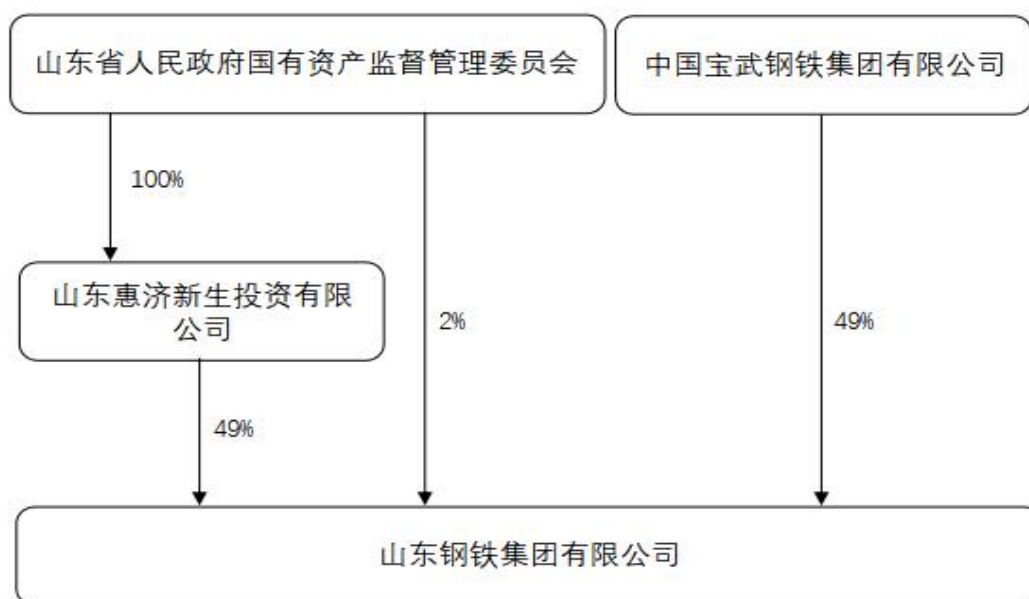 山东省人民政府国有资产监督管理委员会
中国宝武钢铁集团有限公司
100%
山东惠济新生投资有限
公司
2%
49%
49%
山东钢铁集团有限公司